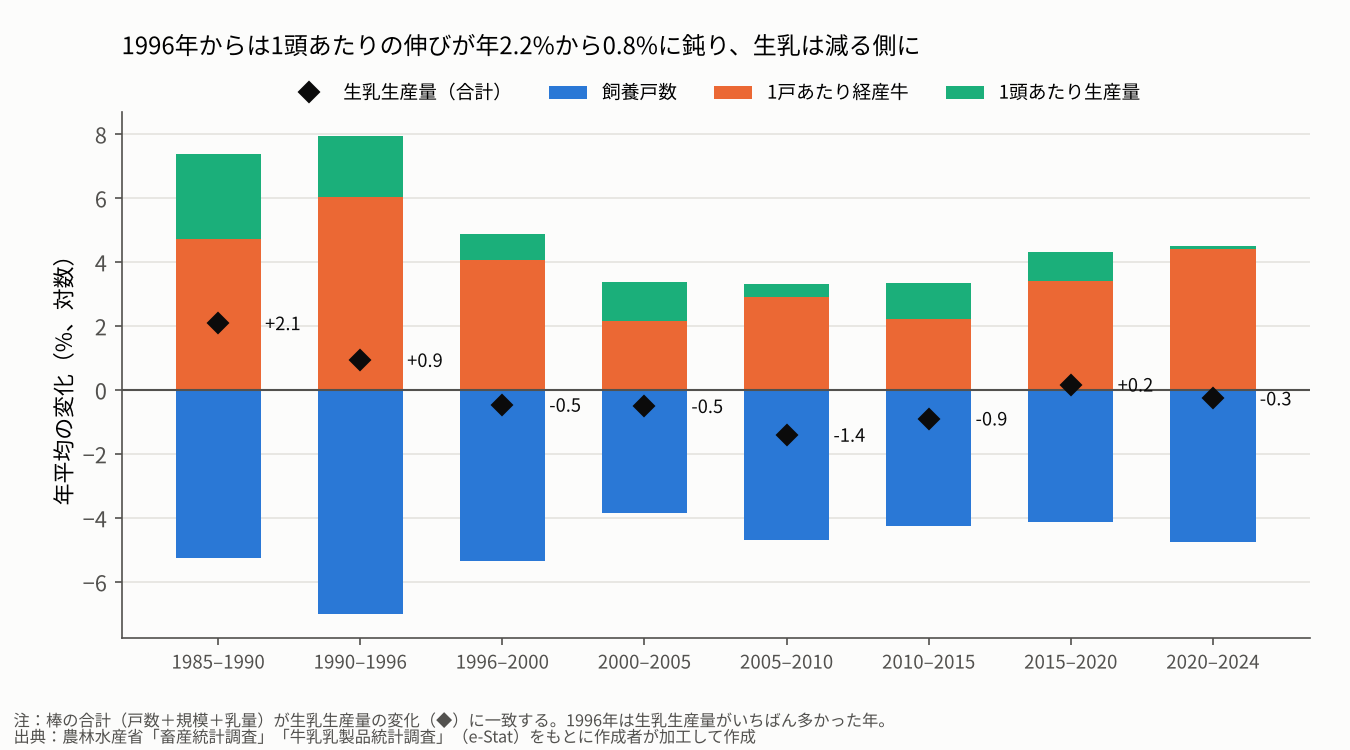 1996年からは1頭あたりの伸びが年2.2%から0.8%に鈍り、生乳は減る側に
生乳生産量（合計） 飼養戸数 1戸あたり経産牛 1頭あたり生産量
年平均の変化（%、対数）
8
6
4
2
0
−2
−4
−6
+2.1
+0.9
-0.5
-0.5
-1.4
-0.9
+0.2
-0.3
1985–1990 1990–1996 1996–2000 2000–2005 2005–2010 2010–2015 2015–2020 2020–2024
注：棒の合計（戸数＋規模＋乳量）が生乳生産量の変化（◆）に一致する。1996年は生乳生産量がいちばん多かった年。
出典：農林水産省「畜産統計調査」「牛乳乳製品統計調査」（e-Stat）をもとに作成者が加工して作成